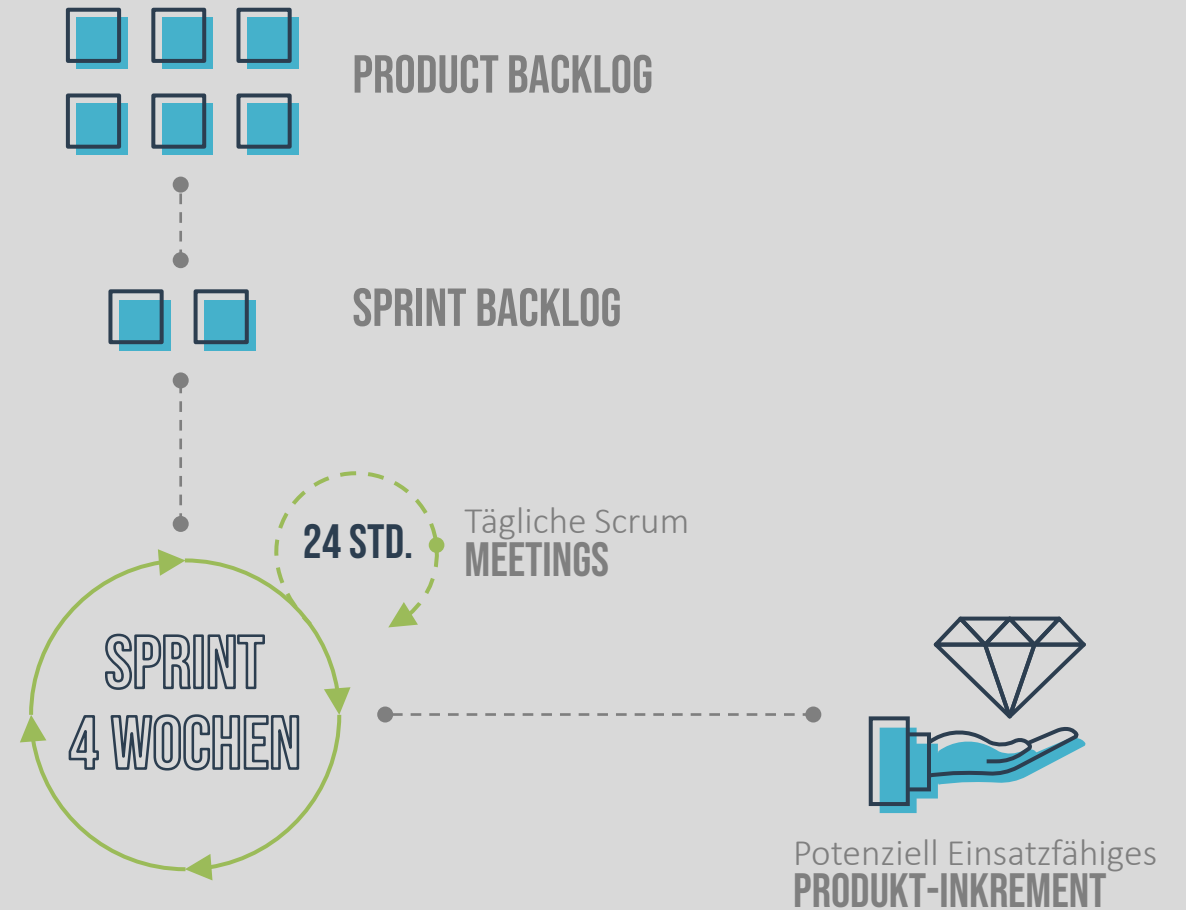 PRODUCT BACKLOG
SPRINT BACKLOG
24 STD.
Tägliche Scrum
MEETINGS
SPRINT
4 WOCHEN
Potenziell Einsatzfähiges
PRODUKT-INKREMENT